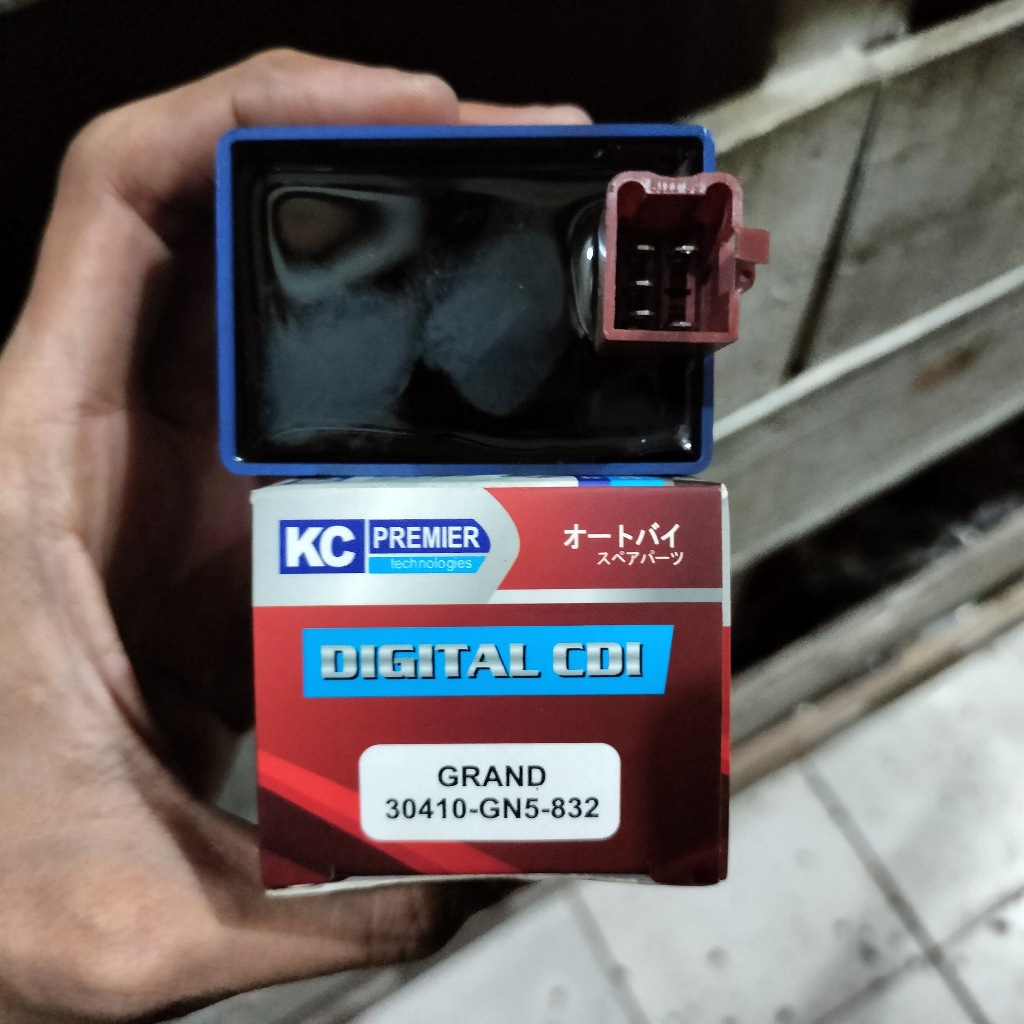 KC PREMIER
technologies
オートバイ
スペアパーツ
DIGITAL CDI
GRAND
30410-GN5-832